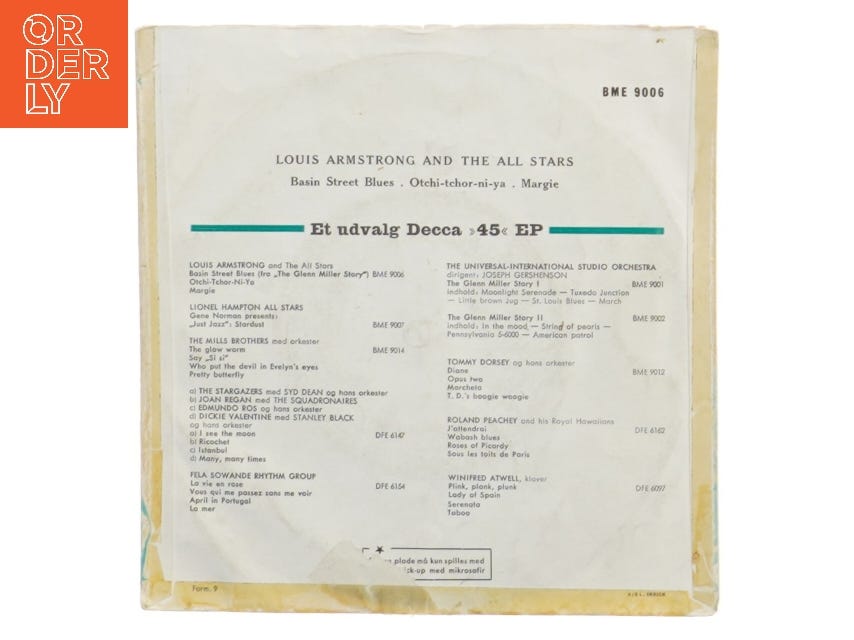 ORDERLY
BME 9006
LOUIS ARMSTRONG AND THE ALL STARS
Basin Street Blues . Otchi-tchor-ni-ya . Margie
Et udvalg Decca »45« EP
LOUIS ARMSTRONG and The All Stars
Basin Street Blues (fra „The Glenn Miller Story") BME 9006
Otchi-Tchor-Ni-Ya
Margie
LIONEL HAMPTON ALL STARS
Gene Norman presents:
„Just Jazz": Stardust BME 9007
THE MILLS BROTHERS med orkester
The glow worm BME 9014
Say „Si si"
Who put the devil in Evelyn's eyes
Pretty butterfly
a) THE STARGAZERS med SYD DEAN og hans orkester
b) JOAN REGAN med THE SQUADRONAIRES
c) EDMUNDO ROS og hans orkester
d) DICKIE VALENTINE med STANLEY BLACK
og hans orkester
a) I see the moon DFE 6147
b) Ricochet
c) Istanbul
d) Many, many times
FELA SOWANDE RHYTHM GROUP
La vie en rose DFE 6154
Vous qui me passez sans me voir
April in Portugal
La mer
THE UNIVERSAL-INTERNATIONAL STUDIO ORCHESTRA
dirigent: JOSEPH GERSHENSON
The Glenn Miller Story I BME 9001
indhold: Moonlight Serenade — Tuxedo Junction
— Little brown Jug — St. Louis Blues — March
The Glenn Miller Story II BME 9002
indhold: In the mood — String of pearls —
Pennsylvania 5-6000 — American patrol
TOMMY DORSEY og hans orkester
Diane BME 9012
Opus two
Marcheta
T. D.'s boogie woogie
ROLAND PEACHEY and his Royal Hawaiians
J'attendrai DFE 6162
Wabash blues
Roses of Picardy
Sous les toits de Paris
WINIFRED ATWELL, klaver
Plink, plank, plunk DFE 6097
Lady of Spain
Serenata
Taboo
plade må kun spilles med
ck-up med mikrosafir
Form. 9